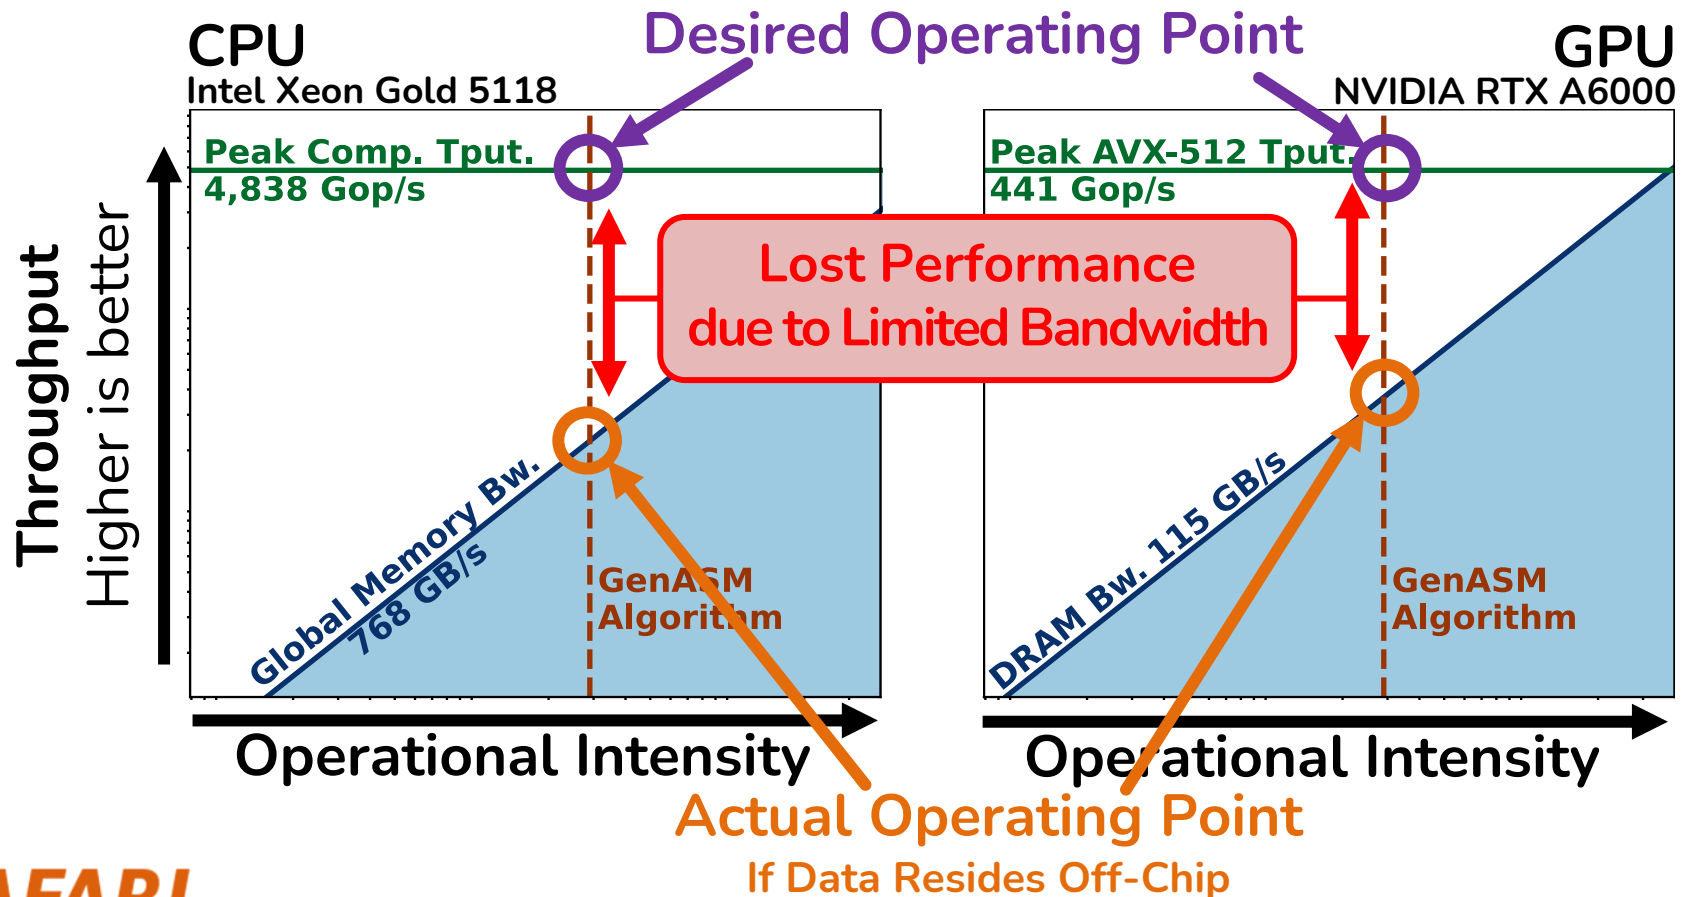 Desired Operating Point
CPU
Intel Xeon Gold 5118
GPU
NVIDIA RTX A6000
Throughput
Higher is better
Peak Comp. Tput.
4,838 Gop/s
Global Memory Bw.
768 GB/s
GenASM
Algorithm
Operational Intensity
Lost Performance
due to Limited Bandwidth
Peak AVX-512 Tput.
441 Gop/s
DRAM Bw. 115 GB/s
GenASM
Algorithm
Operational Intensity
Actual Operating Point
If Data Resides Off-Chip